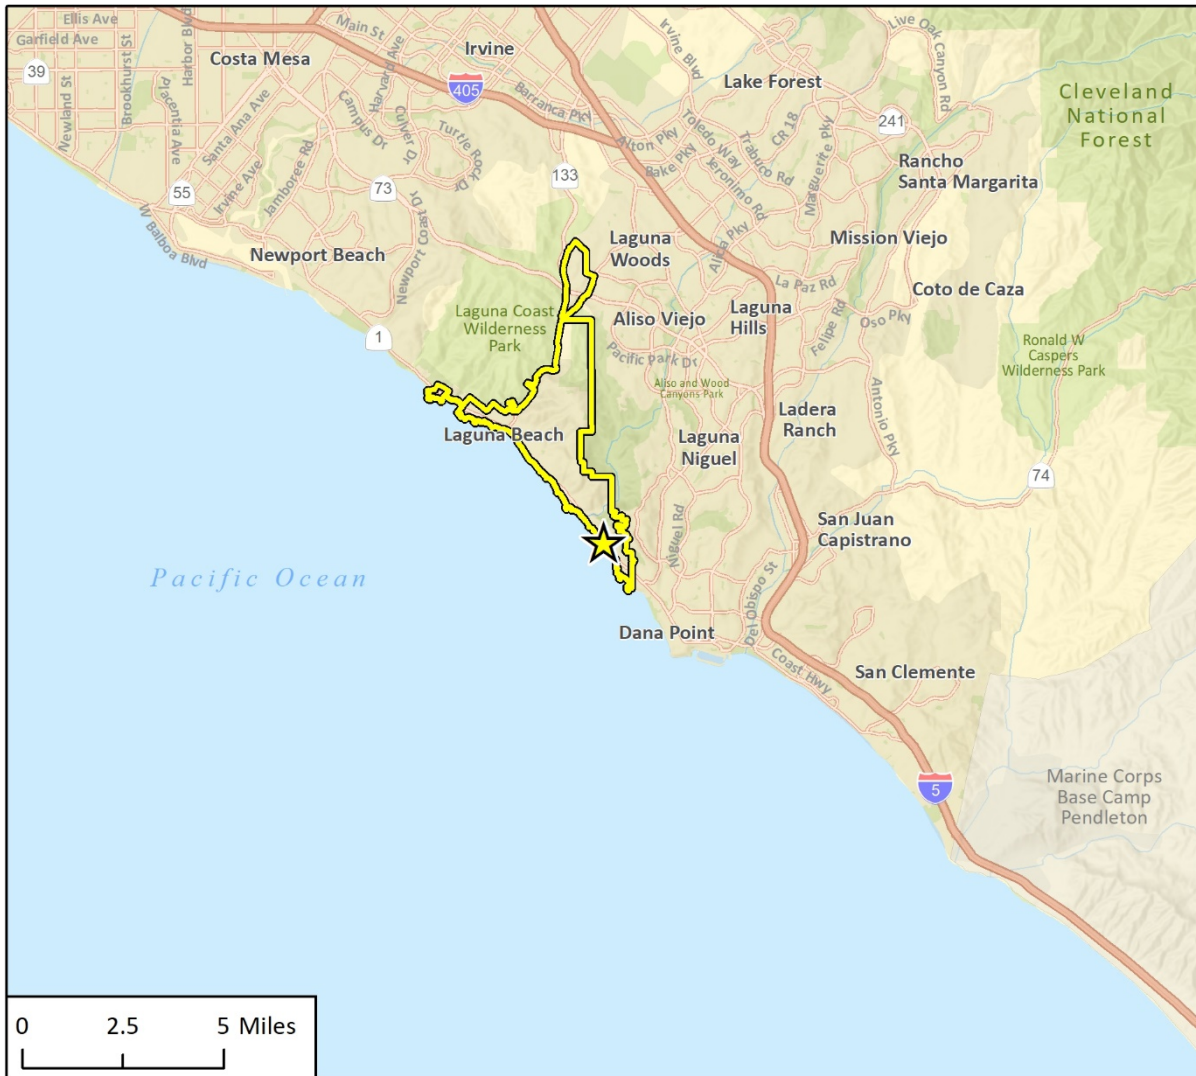 Ellis Ave
Garfield Ave
39
Newland St
Brookhurst St
Harbor Blvd
Placentia Ave
Main St
Costa Mesa
Santa Ana Ave
Irvine Ave
55
Jamboree Rd
W Balboa Blvd
Newport Beach
Campus Dr
Harvard Ave
Culver Dr
73
Newport Coast Dr
Turtle Rock Dr
Irvine
405
Barranca Pky
133
Irvine Blvd
Alton Pky
Bake Pky
Toledo Way
Jeronimo Rd
Trabuco Rd
CR 18
Lake Forest
Marguerite Pky
241
Live Oak Canyon Rd
Cleveland
National
Forest
Rancho
Santa Margarita
Mission Viejo
Coto de Caza
Laguna
Woods
Alicia Pky
La Paz Rd
Felipe Rd
Oso Pky
Laguna
Hills
Aliso Viejo
Pacific Park Dr
Laguna Coast
Wilderness
Park
1
Aliso and Wood
Canyons Park
Ronald W
Caspers
Wilderness Park
Antonio Pky
Ladera
Ranch
Laguna Beach
Laguna
Niguel
74
Niguel Rd
San Juan
Capistrano
Pacific Ocean
Del Obispo St
Dana Point
Coast Hwy
San Clemente
5
Marine Corps
Base Camp
Pendleton
0 2.5 5 Miles